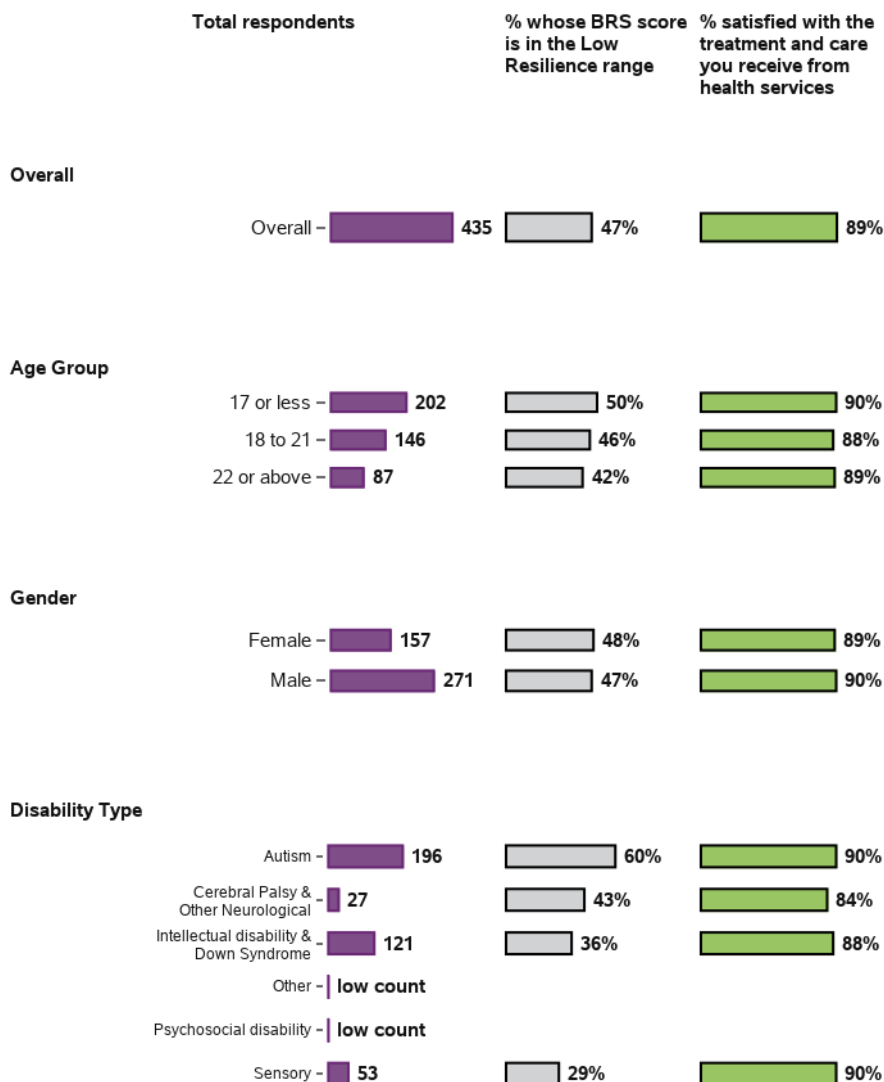 Total respondents
% whose BRS score
is in the Low
Resilience range
% satisfied with the
treatment and care
you receive from
health services
Overall
Overall 435 47% 89%
Age Group
17 or less 202 50% 90%
18 to 21 146 46% 88%
22 or above 87 42% 89%
Gender
Female 157 48% 89%
Male 271 47% 90%
Disability Type
Autism 196 60% 90%
Cerebral Palsy &
Other Neurological 27 43% 84%
Intellectual disability &
Down Syndrome 121 36% 88%
Other low count
Psychosocial disability low count
Sensory 53 29% 90%